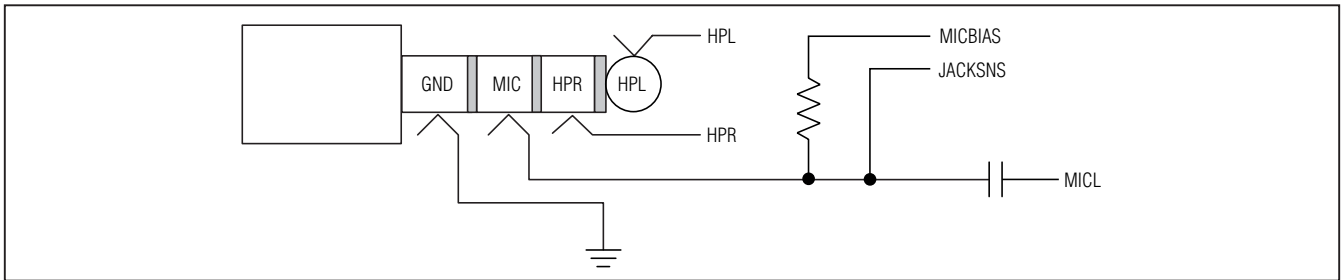 HPL
MICBIAS
JACKSNS
GND MIC HPR HPL
HPR
MICL